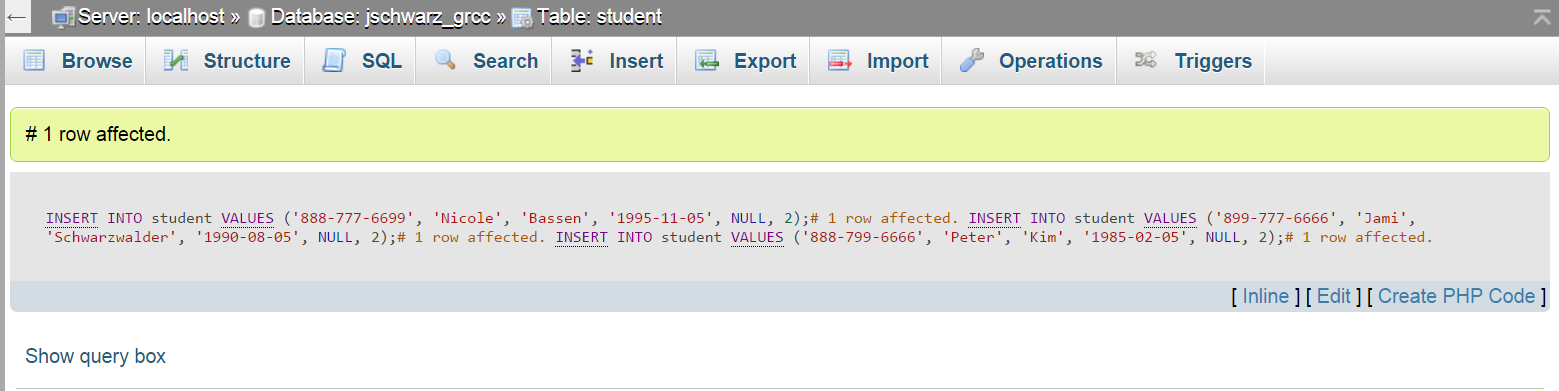 Server: localhost » Database: jschwarz_grcc » Table: student
Browse Structure SQL Search Insert Export Import Operations Triggers
# 1 row affected.
INSERT INTO student VALUES ('888-777-6699', 'Nicole', 'Bassen', '1995-11-05', NULL, 2);# 1 row affected. INSERT INTO student VALUES ('899-777-6666', 'Jami',
'Schwarzwalder', '1990-08-05', NULL, 2);# 1 row affected. INSERT INTO student VALUES ('888-799-6666', 'Peter', 'Kim', '1985-02-05', NULL, 2);# 1 row affected.
[ Inline ] [ Edit ] [ Create PHP Code ]
Show query box